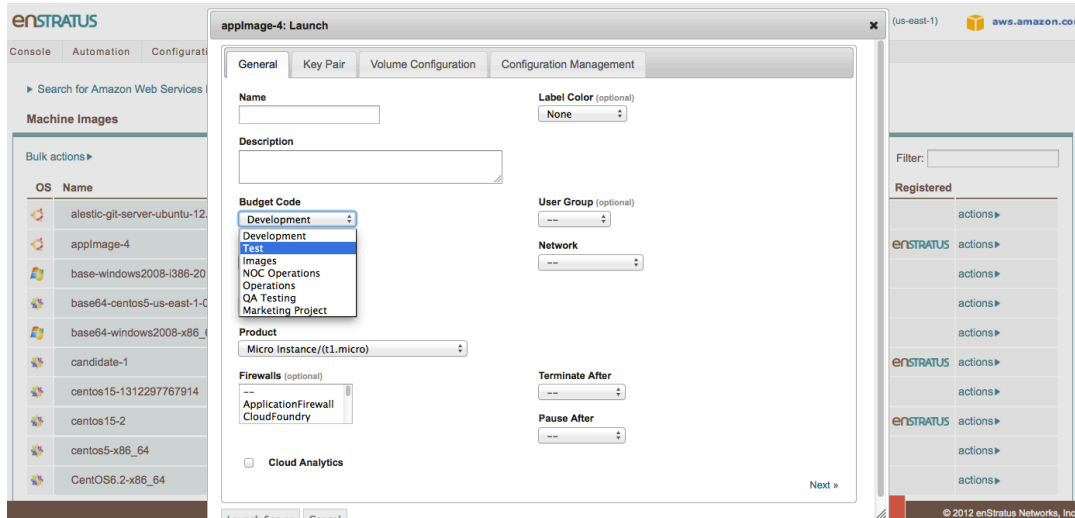 enSTRATUS
appImage-4: Launch
(us-east-1)
aws.amazon.co
Console Automation Configurati
General Key Pair Volume Configuration Configuration Management
Search for Amazon Web Services
Machine Images
Name
Label Color (optional)
None
Description
Bulk actions
Filter:
OS Name
Registered
Budget Code
User Group (optional)
Development
--
Development
Test
Images
NOC Operations
Operations
QA Testing
Marketing Project
Network
--
alestic-git-server-ubuntu-12.
actions
appImage-4
enSTRATUS actions
base-windows2008-i386-20
actions
base64-centos5-us-east-1-0
actions
base64-windows2008-x86_6
actions
candidate-1
enSTRATUS actions
centos15-1312297767914
actions
centos15-2
enSTRATUS actions
centos5-x86_64
actions
CentOS6.2-x86_64
actions
Product
Micro Instance/(t1.micro)
Firewalls (optional)
--
ApplicationFirewall
CloudFoundry
Terminate After
--
Pause After
--
Cloud Analytics
Next »
Launch Server Cancel
© 2012 enStratus Networks, Inc